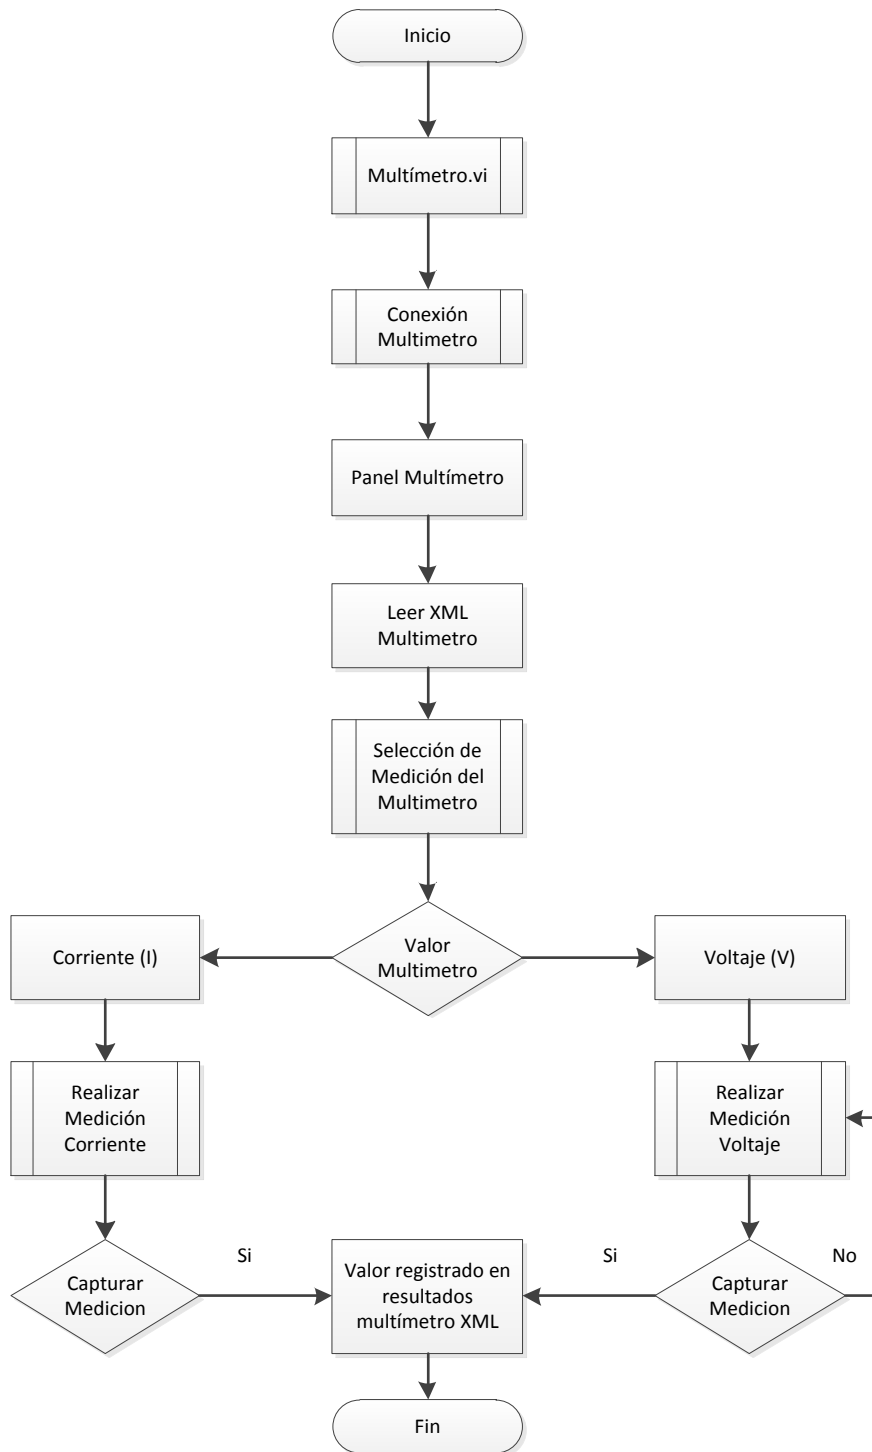 Inicio
Multímetro.vi
Conexión
Multimetro
Panel Multímetro
Leer XML
Multimetro
Selección de
Medición del
Multimetro
Valor
Multimetro
Corriente (I)
Voltaje (V)
Realizar
Medición
Corriente
Realizar
Medición
Voltaje
Capturar
Medicion
Si
Valor registrado en
resultados
multímetro XML
Si
Capturar
Medicion
No
Fin